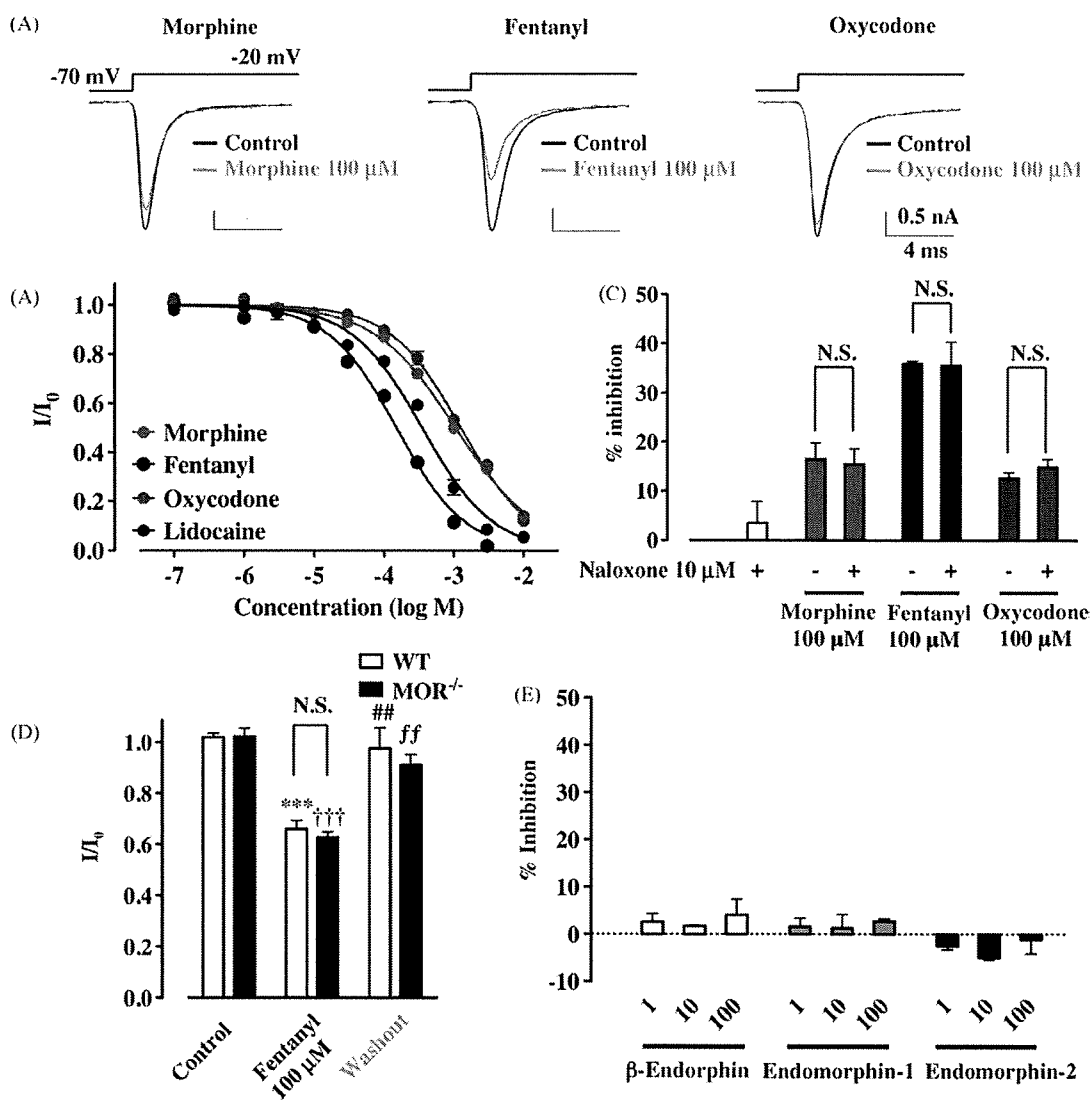 (A)
Morphine
Fentanyl
Oxycodone
-70 mV
-20 mV
Control
Morphine 100 µM
Control
Fentanyl 100 µM
Control
Oxycodone 100 µM
0.5 nA
4 ms
(A)
I/I0
1.0
0.8
0.6
0.4
0.2
0.0
Morphine
Fentanyl
Oxycodone
Lidocaine
-7 -6 -5 -4 -3 -2
Concentration (log M)
(C)
% inhibition
50
40
30
20
10
0
N.S.
N.S.
N.S.
Naloxone 10 µM + - + - + - +
Morphine 100 µM
Fentanyl 100 µM
Oxycodone 100 µM
(D)
WT
MOR-/-
I/I0
1.0
0.8
0.6
0.4
0.2
0.0
N.S.
***
†††
##
ff
Control
Fentanyl 100 µM
Washout
(E)
% Inhibition
50
40
30
20
10
0
-10
1 10 100 1 10 100 1 10 100
β-Endorphin Endomorphin-1 Endomorphin-2